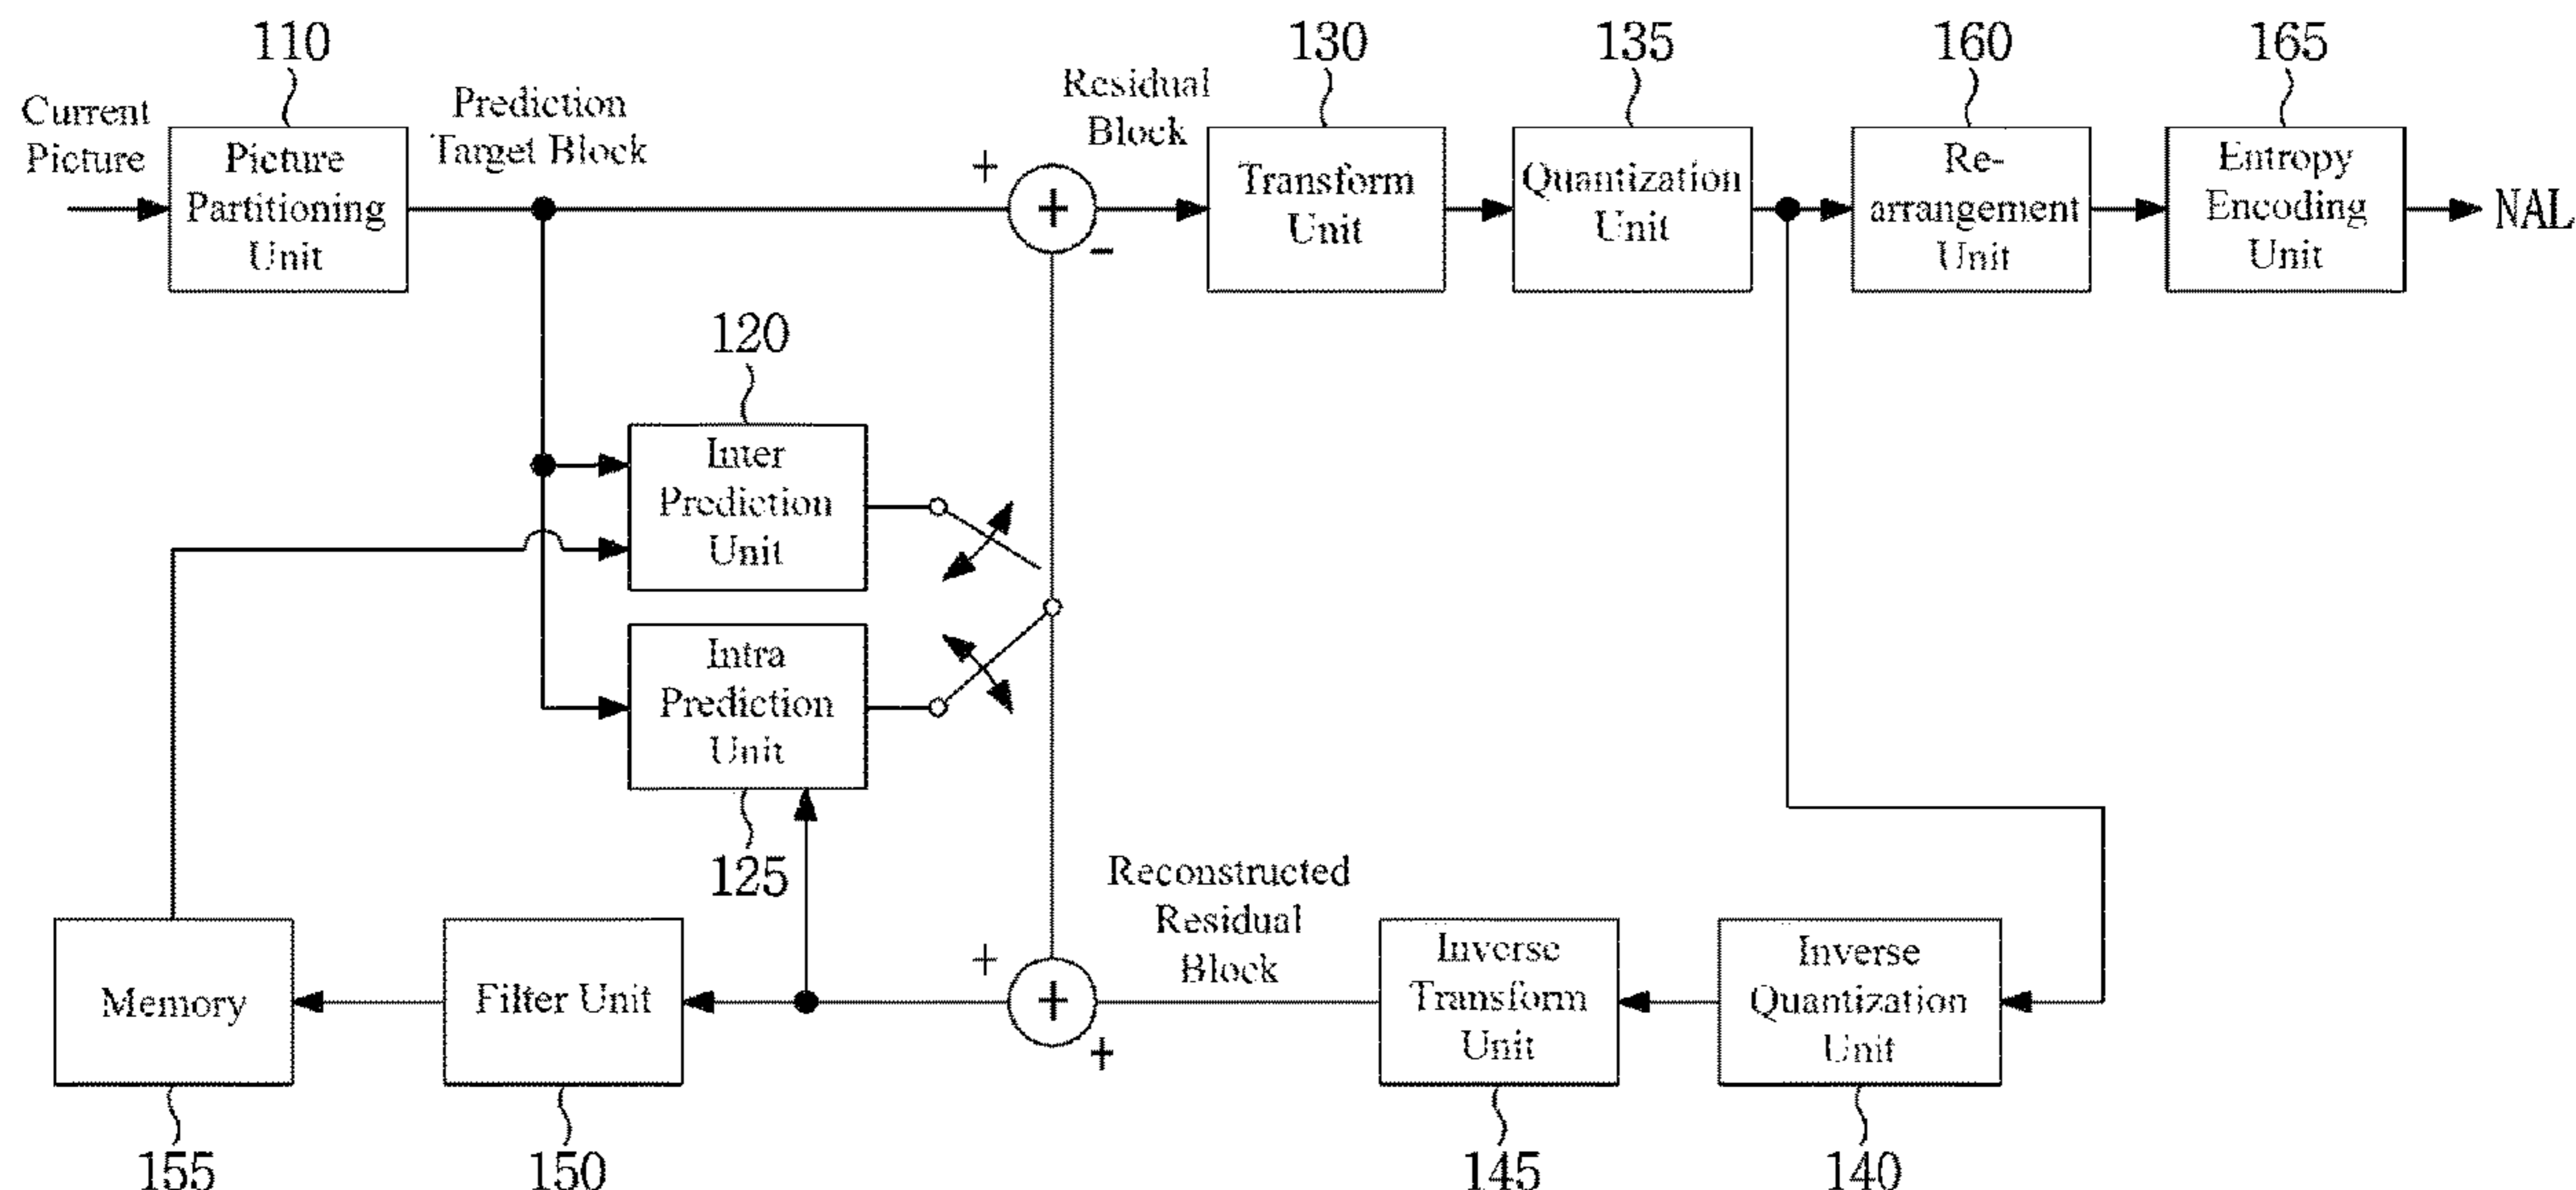 110
130
135
160
165
Current
Picture
Prediction
Target Block
Residual
Block
Picture
Partitioning
Unit
+
+
-
Transform
Unit
Quantization
Unit
Re-
arrangement
Unit
Entropy
Encoding
Unit
NAL
120
Inter
Prediction
Unit
Intra
Prediction
Unit
125
Reconstructed
Residual
Block
Memory
Filter Unit
+
+
+
Inverse
Transform
Unit
Inverse
Quantization
Unit
155
150
145
140